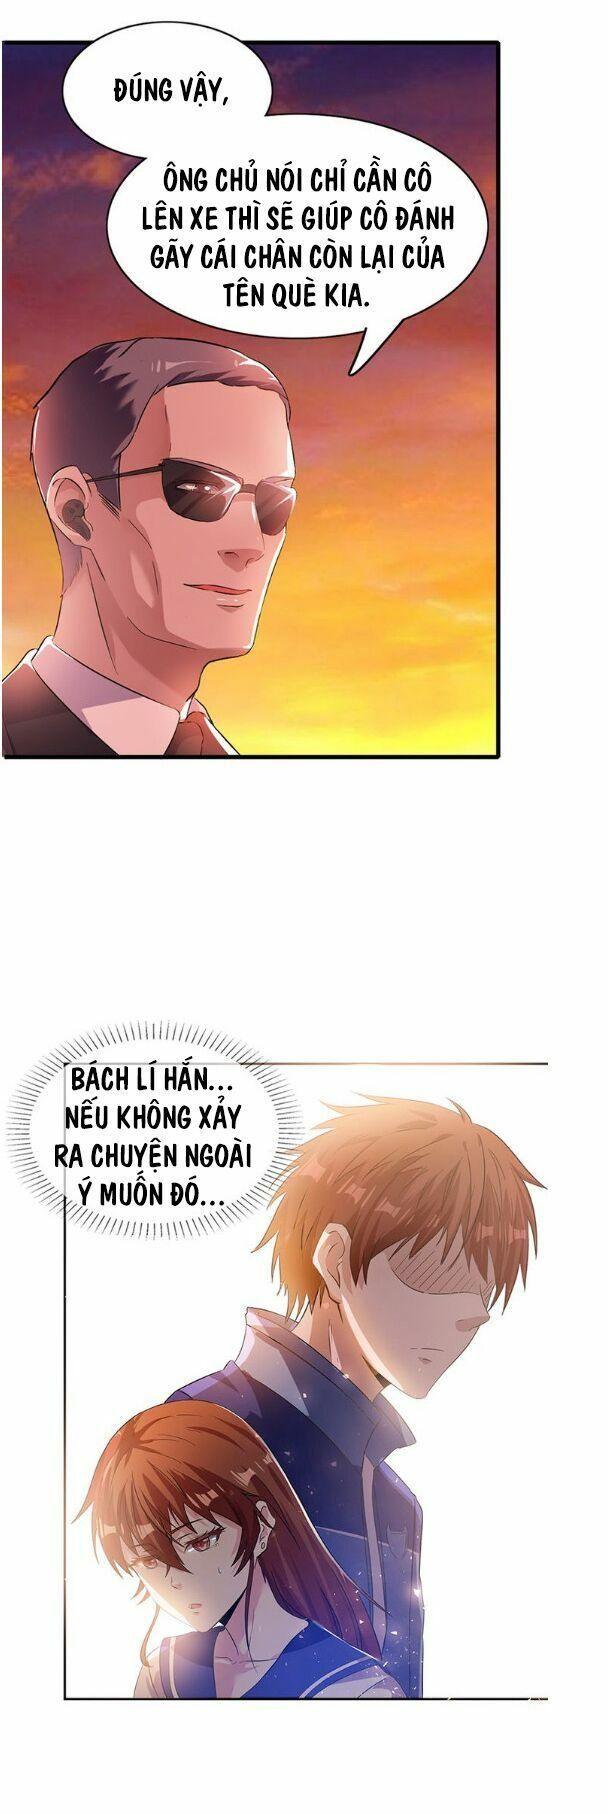 ĐÚNG VẬY,
ÔNG CHỦ NÓI CHỈ CẦN CÔ
LÊN XE THÌ SẼ GIÚP CÔ ĐÁNH
GÃY CÁI CHÂN CÒN LẠI CỦA
TÊN QUÈ KIA.
BÁCH LÍ HẮN...
NẾU KHÔNG XẢY
RA CHUYỆN NGOÀI
Ý MUỐN ĐÓ...